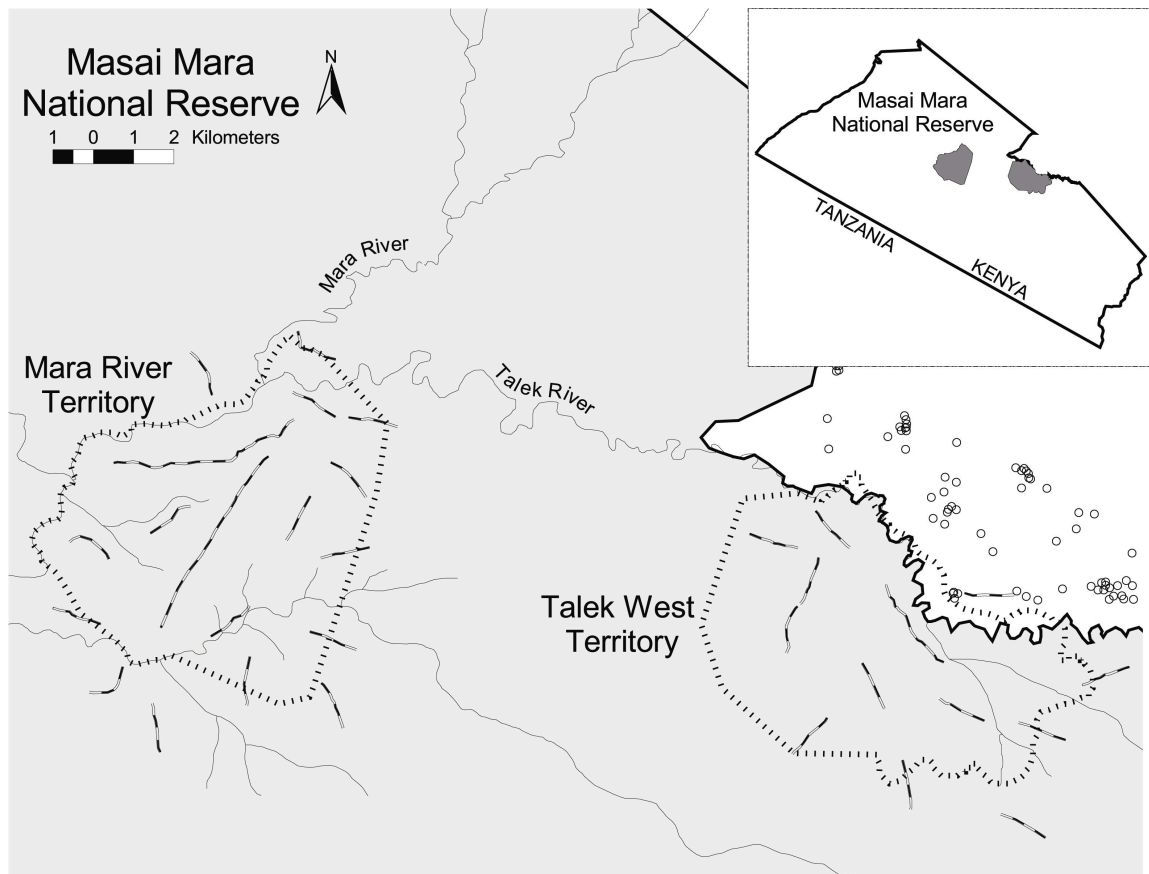 Masai Mara
National Reserve
N
1 0 1 2 Kilometers
Masai Mara
National Reserve
TANZANIA
KENYA
Mara River
Talek River
Mara River
Territory
Talek West
Territory